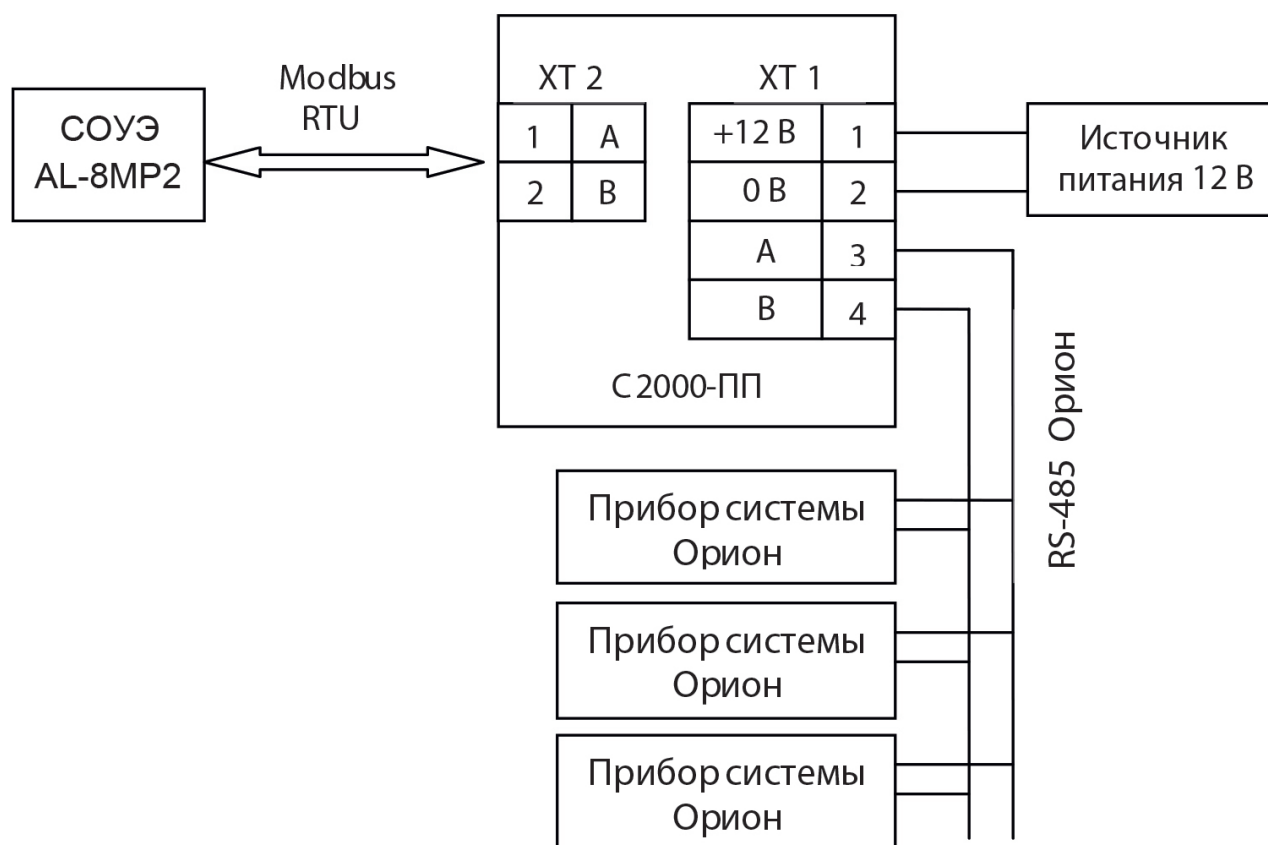 СОУЭ
AL-8MP2
Modbus
RTU
XT 2
1 A
2 B
XT 1
+12 В 1
0 В 2
A 3
B 4
С2000-ПП
Источник
питания 12 В
RS-485 Орион
Прибор системы
Орион
Прибор системы
Орион
Прибор системы
Орион